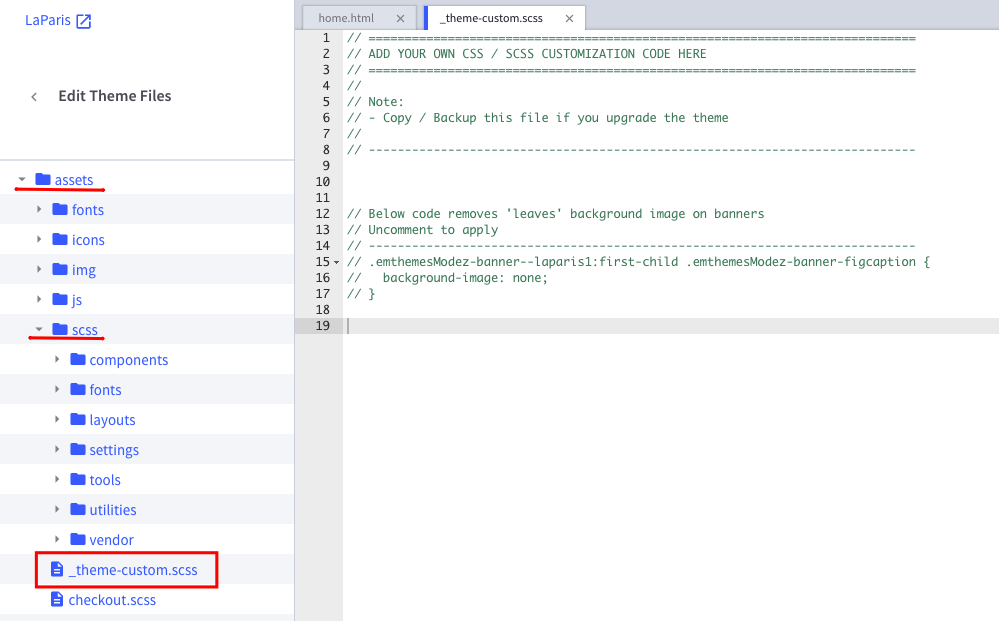 LaParis
Edit Theme Files
assets
fonts
icons
img
js
scss
components
fonts
layouts
settings
tools
utilities
vendor
_theme-custom.scss
checkout.scss
home.html
_theme-custom.scss
1 // ============================================================================
2 // ADD YOUR OWN CSS / SCSS CUSTOMIZATION CODE HERE
3 // ============================================================================
4 //
5 // Note:
6 // - Copy / Backup this file if you upgrade the theme
7 //
8 // ----------------------------------------------------------------------------
9
10
11
12 // Below code removes 'leaves' background image on banners
13 // Uncomment to apply
14 // ----------------------------------------------------------------------------
15 // .emthemesModez-banner--laparis1:first-child .emthemesModez-banner-figcaption {
16 //   background-image: none;
17 // }
18
19